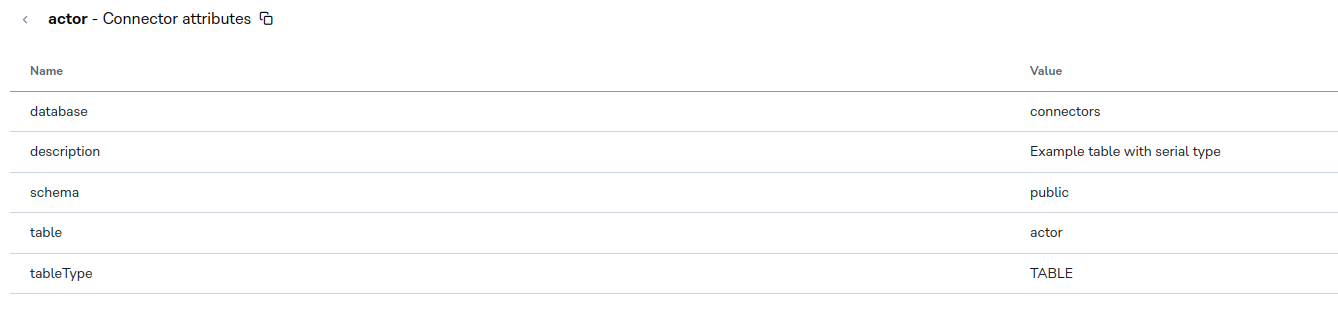 actor - Connector attributes
Name Value
database connectors
description Example table with serial type
schema public
table actor
tableType TABLE